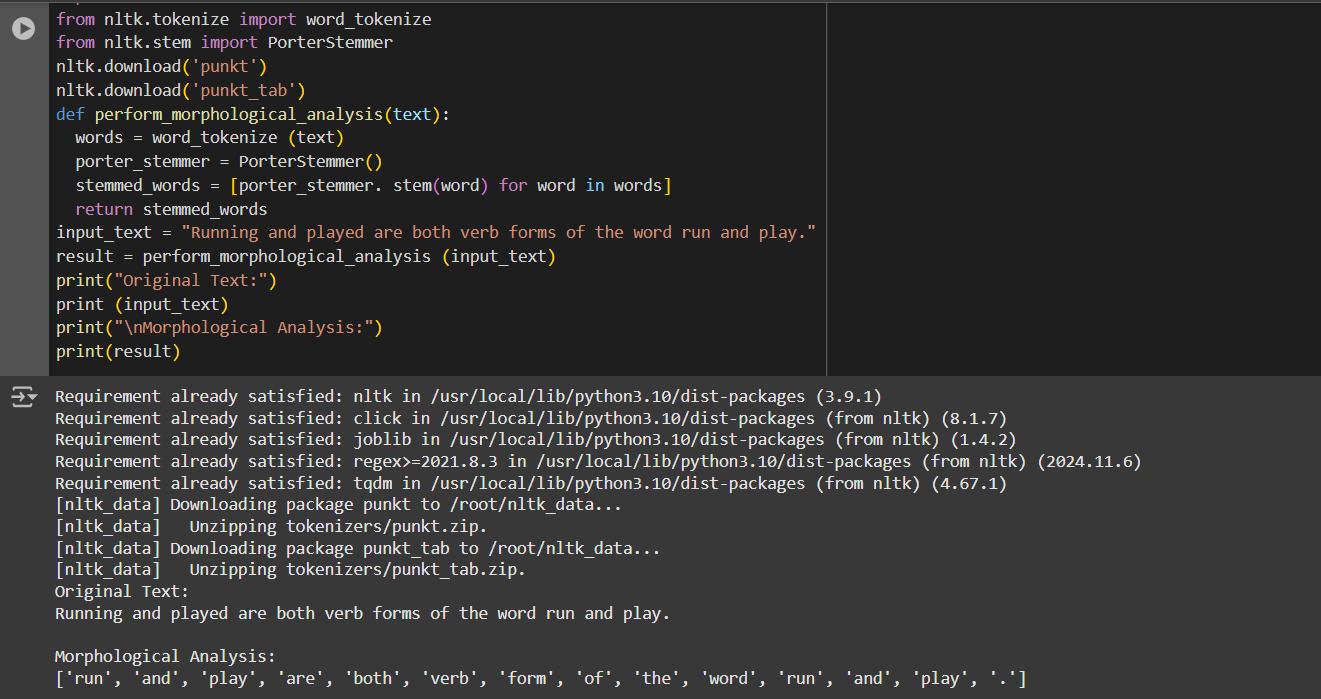 from nltk.tokenize import word_tokenize
from nltk.stem import PorterStemmer
nltk.download('punkt')
nltk.download('punkt_tab')
def perform_morphological_analysis(text):
  words = word_tokenize (text)
  porter_stemmer = PorterStemmer()
  stemmed_words = [porter_stemmer. stem(word) for word in words]
  return stemmed_words
input_text = "Running and played are both verb forms of the word run and play."
result = perform_morphological_analysis (input_text)
print("Original Text:")
print (input_text)
print("\nMorphological Analysis:")
print(result)
Requirement already satisfied: nltk in /usr/local/lib/python3.10/dist-packages (3.9.1)
Requirement already satisfied: click in /usr/local/lib/python3.10/dist-packages (from nltk) (8.1.7)
Requirement already satisfied: joblib in /usr/local/lib/python3.10/dist-packages (from nltk) (1.4.2)
Requirement already satisfied: regex>=2021.8.3 in /usr/local/lib/python3.10/dist-packages (from nltk) (2024.11.6)
Requirement already satisfied: tqdm in /usr/local/lib/python3.10/dist-packages (from nltk) (4.67.1)
[nltk_data] Downloading package punkt to /root/nltk_data...
[nltk_data]   Unzipping tokenizers/punkt.zip.
[nltk_data] Downloading package punkt_tab to /root/nltk_data...
[nltk_data]   Unzipping tokenizers/punkt_tab.zip.
Original Text:
Running and played are both verb forms of the word run and play.
Morphological Analysis:
['run', 'and', 'play', 'are', 'both', 'verb', 'form', 'of', 'the', 'word', 'run', 'and', 'play', '.']